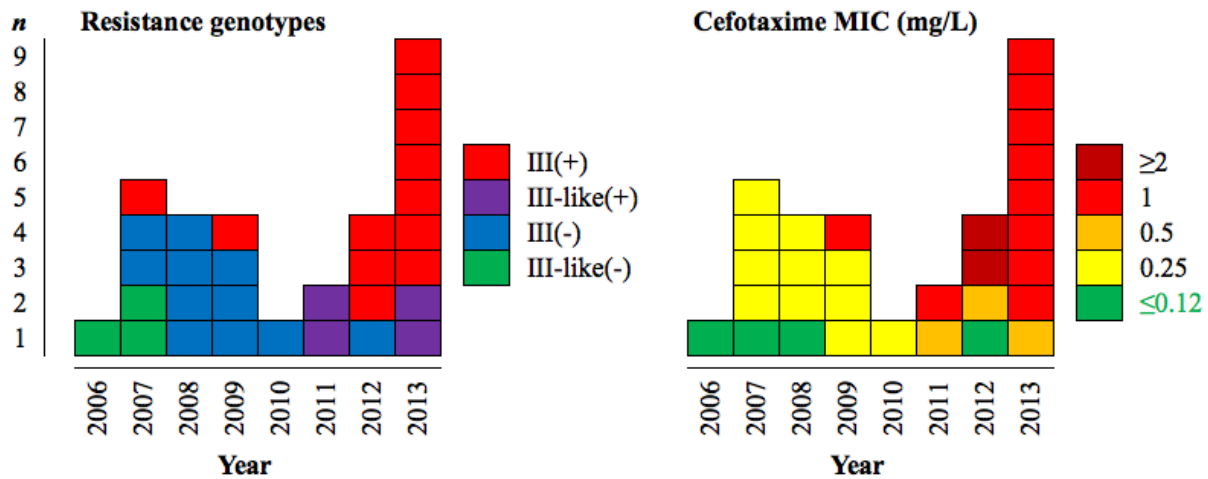 n Resistance genotypes
9
8
7
6
5
4
3
2
1
III(+)
III-like(+)
III(-)
III-like(-)
2006 2007 2008 2009 2010 2011 2012 2013
Year
Cefotaxime MIC (mg/L)
≥2
1
0.5
0.25
≤0.12
2006 2007 2008 2009 2010 2011 2012 2013
Year